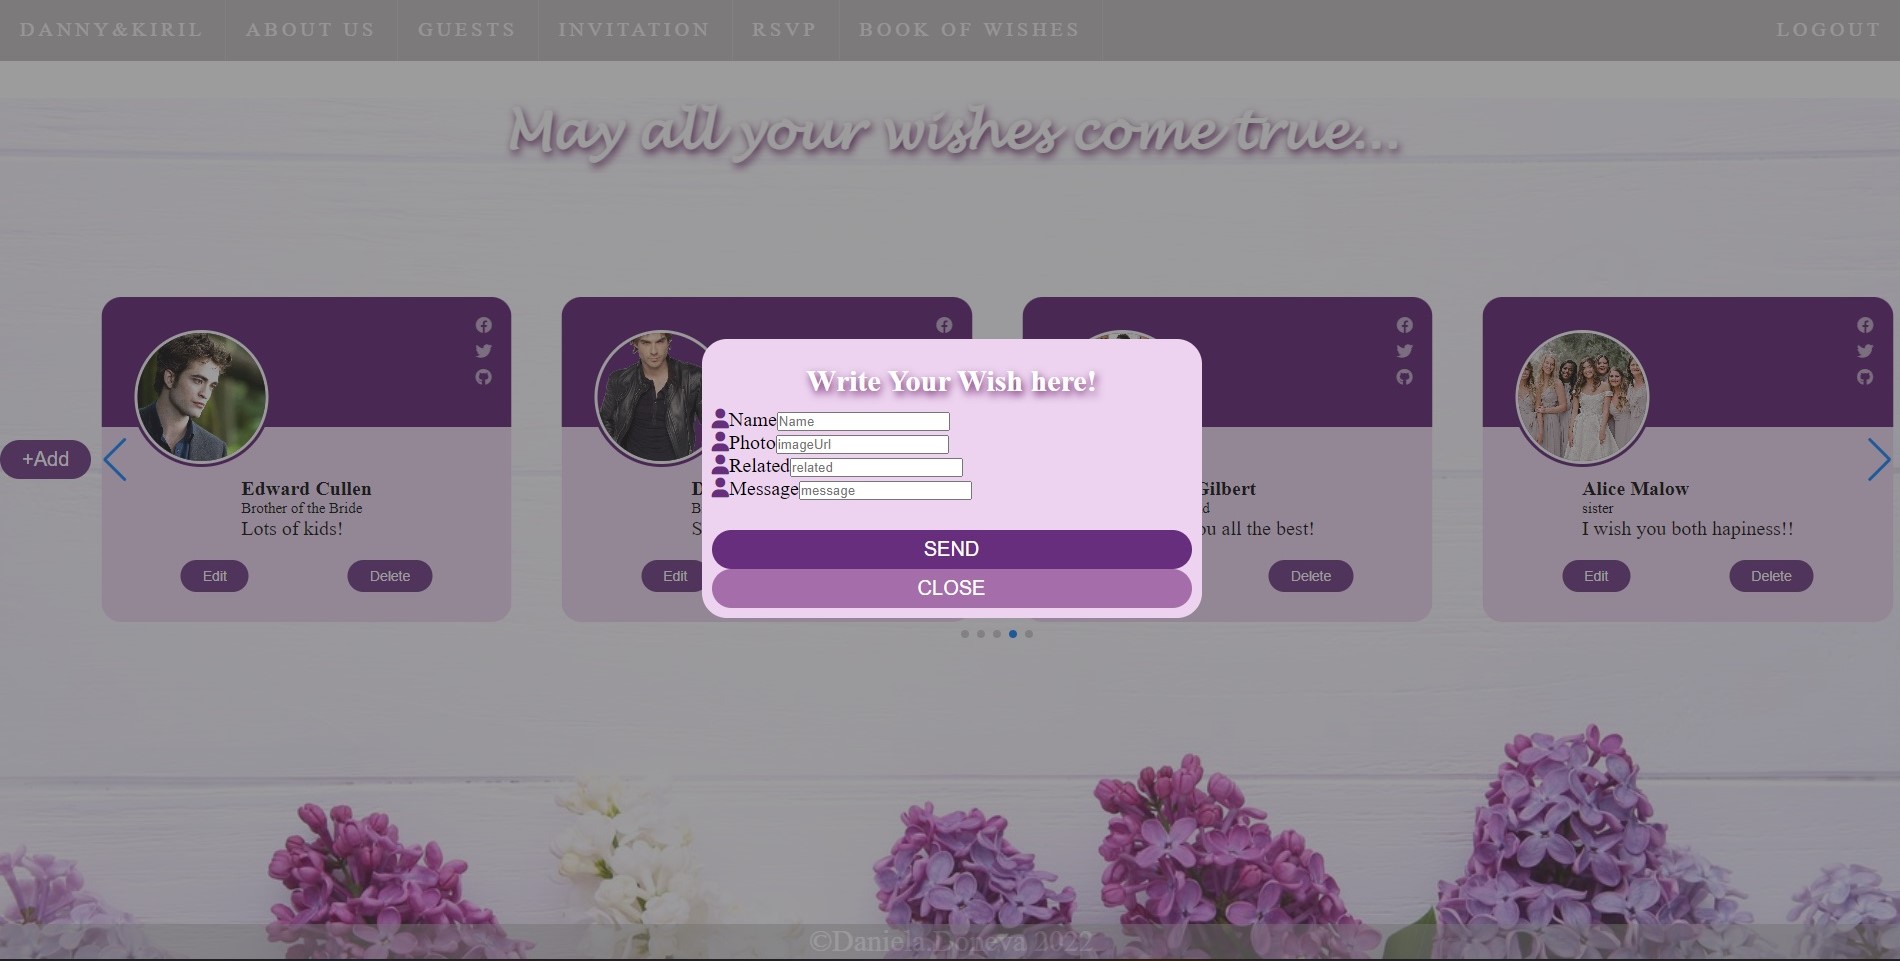 DANNY&KIRIL ABOUT US GUESTS INVITATION RSVP BOOK OF WISHES LOGOUT
May all your wishes come true...
Write Your Wish here!
Name Name
Photo imageUrl
Related related
Message message
SEND
CLOSE
+Add
Edward Cullen
Brother of the Bride
Lots of kids!
Edit Delete
D
B
S
Edit
Gilbert
d
ou all the best!
Delete
Alice Malow
sister
I wish you both hapiness!!
Edit Delete
©Daniela.Doneva 2022